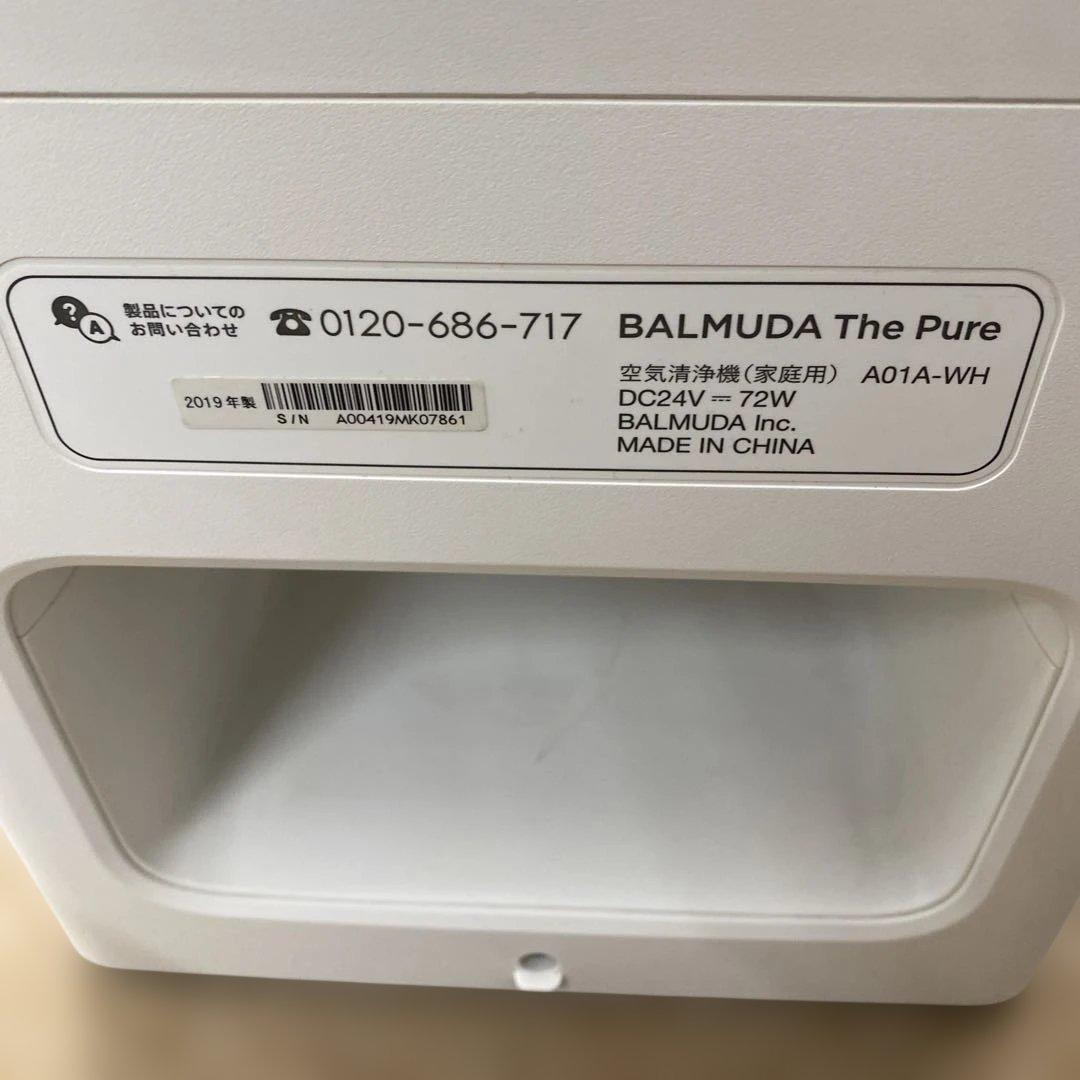 ? A
製品についての
お問い合わせ
☎0120-686-717
2019年製
S/N A00419MK07861
BALMUDA The Pure
空気清浄機(家庭用) A01A-WH
DC24V ⎓ 72W
BALMUDA Inc.
MADE IN CHINA